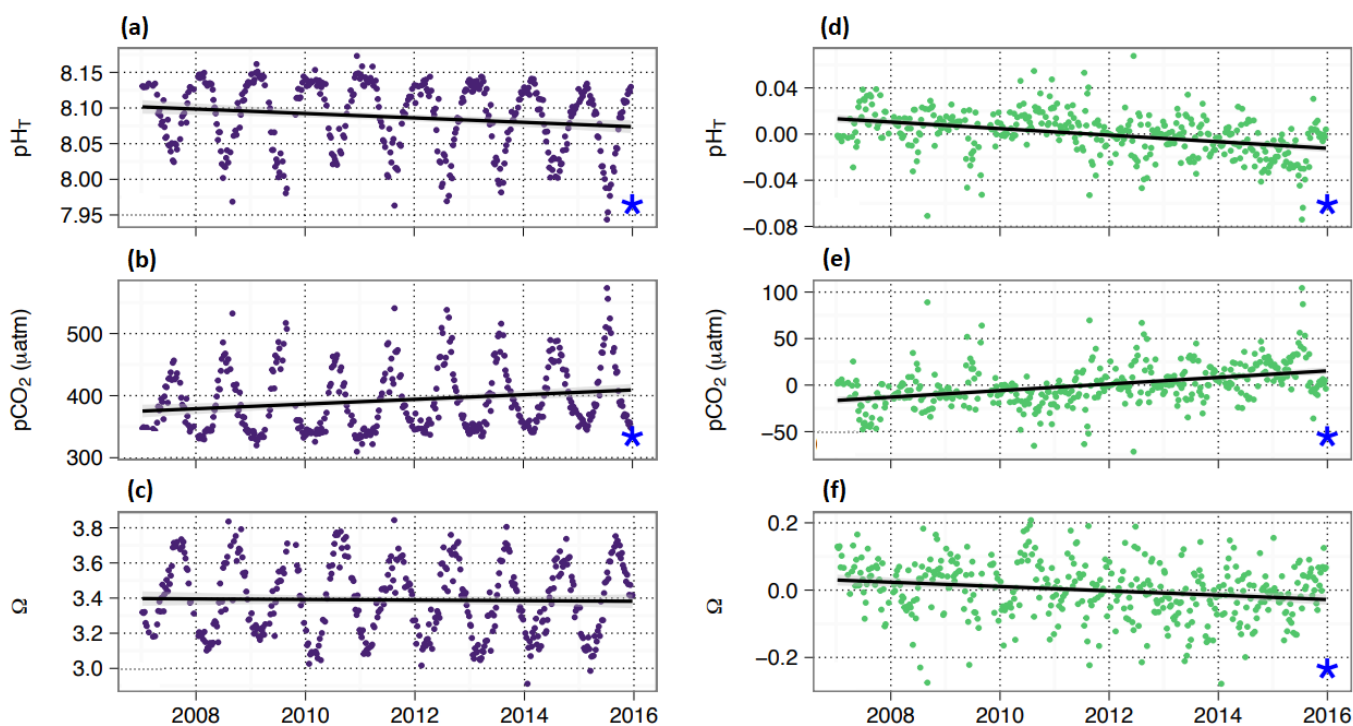 (a)
pH_T
8.15
8.10
8.05
8.00
7.95
(b)
pCO₂ (µatm)
500
400
300
(c)
Ω
3.8
3.6
3.4
3.2
3.0
2008 2010 2012 2014 2016
(d)
pH_T
0.04
0.00
−0.04
−0.08
(e)
pCO₂ (µatm)
100
50
0
−50
(f)
Ω
0.2
0.0
−0.2
2008 2010 2012 2014 2016